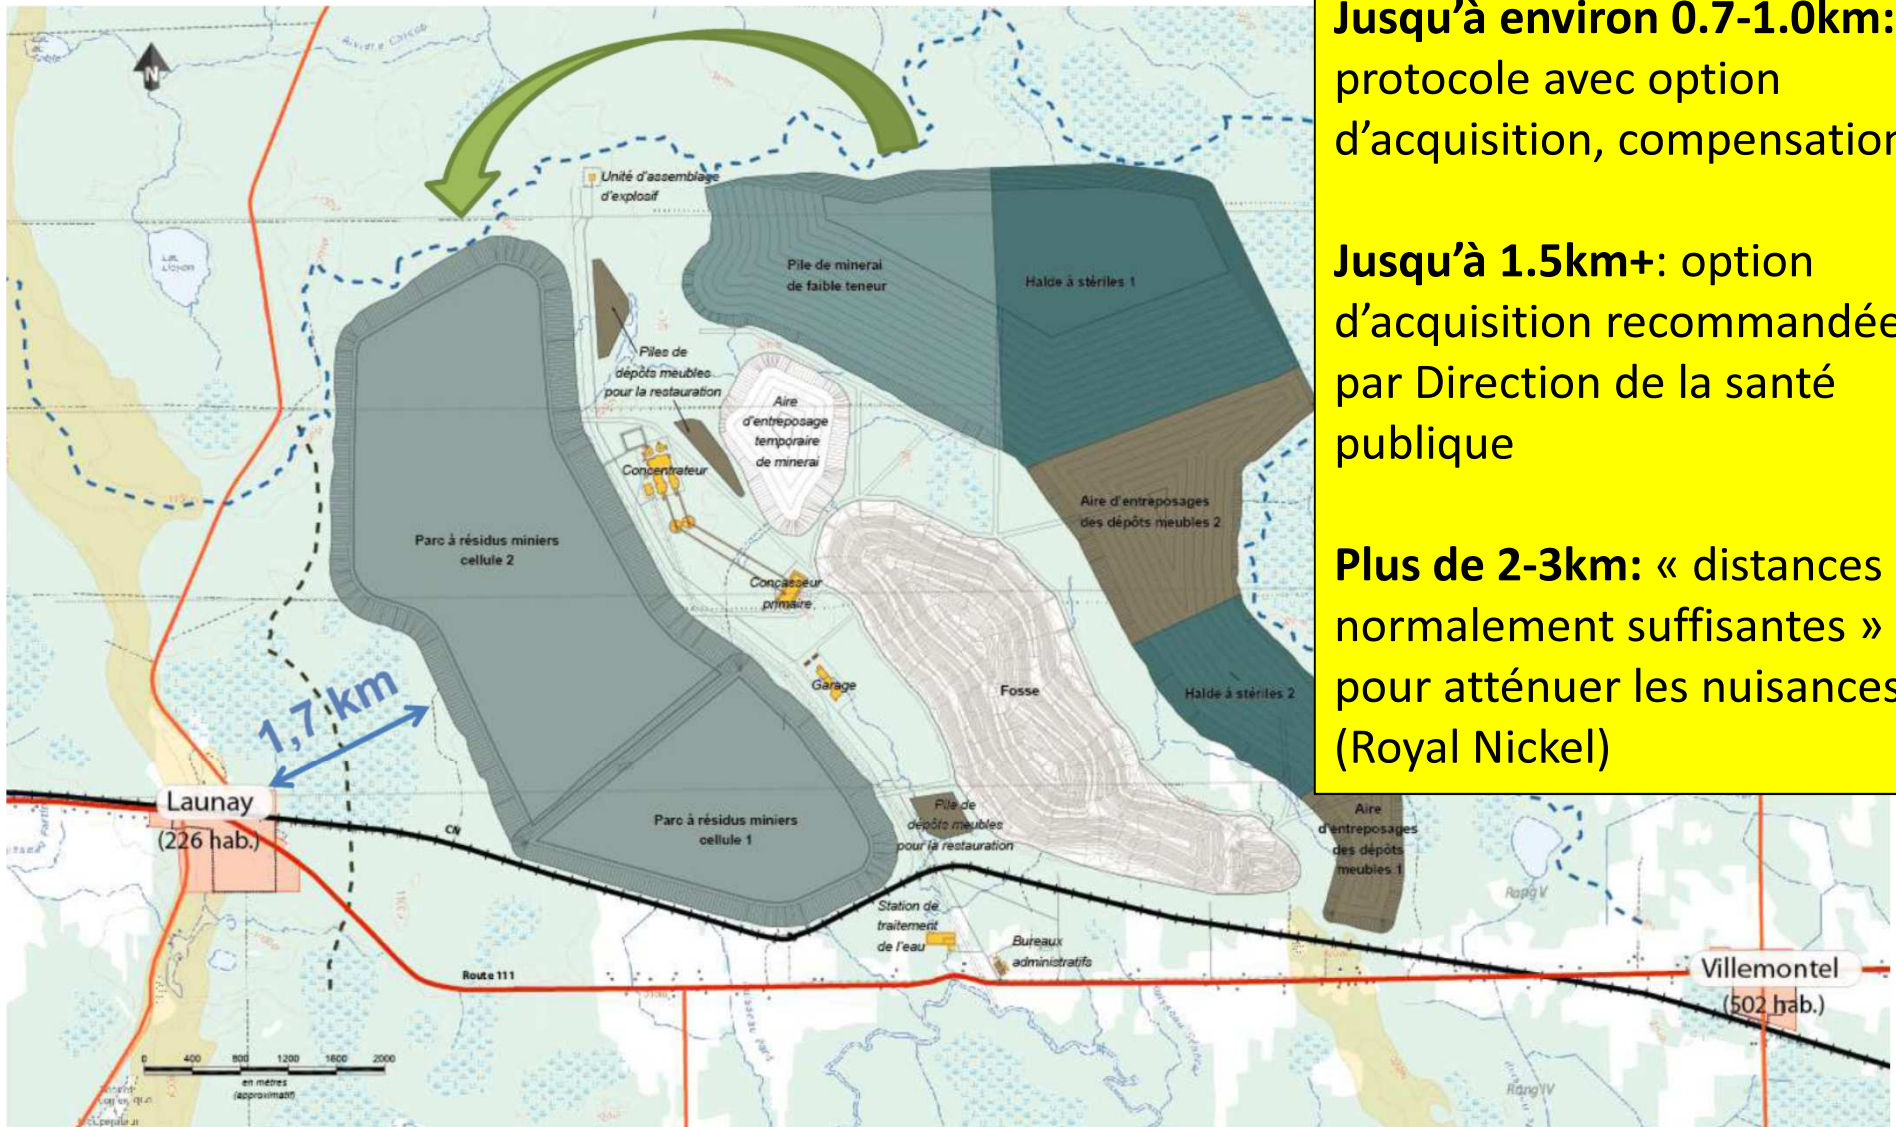 Jusqu'à environ 0.7-1.0km:
protocole avec option
d'acquisition, compensation
Jusqu'à 1.5km+: option
d'acquisition recommandée
par Direction de la santé
publique
Plus de 2-3km: « distances
normalement suffisantes »
pour atténuer les nuisances
(Royal Nickel)
N
Unité d'assemblage
d'explosif
Pile de minerai
de faible teneur
Halde à stériles 1
Piles de
dépôts meubles
pour la restauration
Aire
d'entreposage
temporaire
de minerai
Concentrateur
Aire d'entreposages
des dépôts meubles 2
Parc à résidus miniers
cellule 2
Concasseur
primaire
Garage
Fosse
Halde à stériles 2
1,7 km
Launay
(226 hab.)
CN
Parc à résidus miniers
cellule 1
Pile de
dépôts meubles
pour la restauration
Aire
d'entreposages
des dépôts
meubles 1
Rang V
Station de
traitement
de l'eau
Bureaux
administratifs
Route 111
Villemontel
(502 hab.)
0 400 800 1200 1600 2000
en mètres
(approximatif)
Rang IV